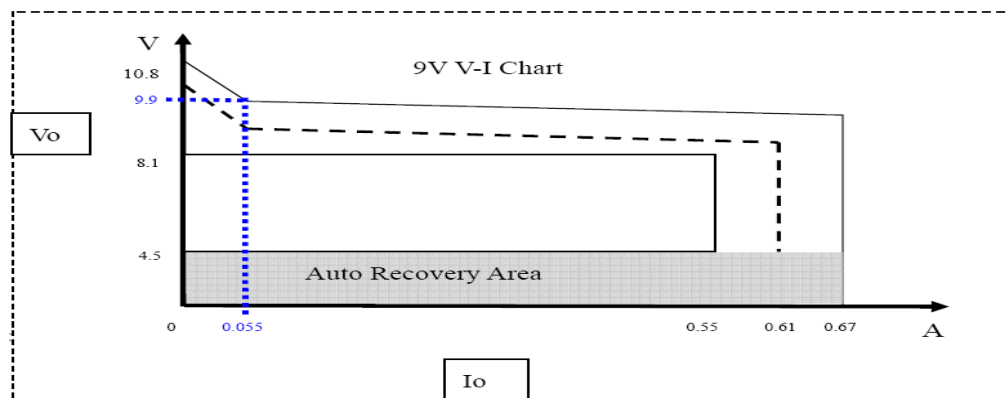 V
9V V-I Chart
10.8
9.9
Vo
8.1
4.5
Auto Recovery Area
0 0.055 0.55 0.61 0.67 A
Io